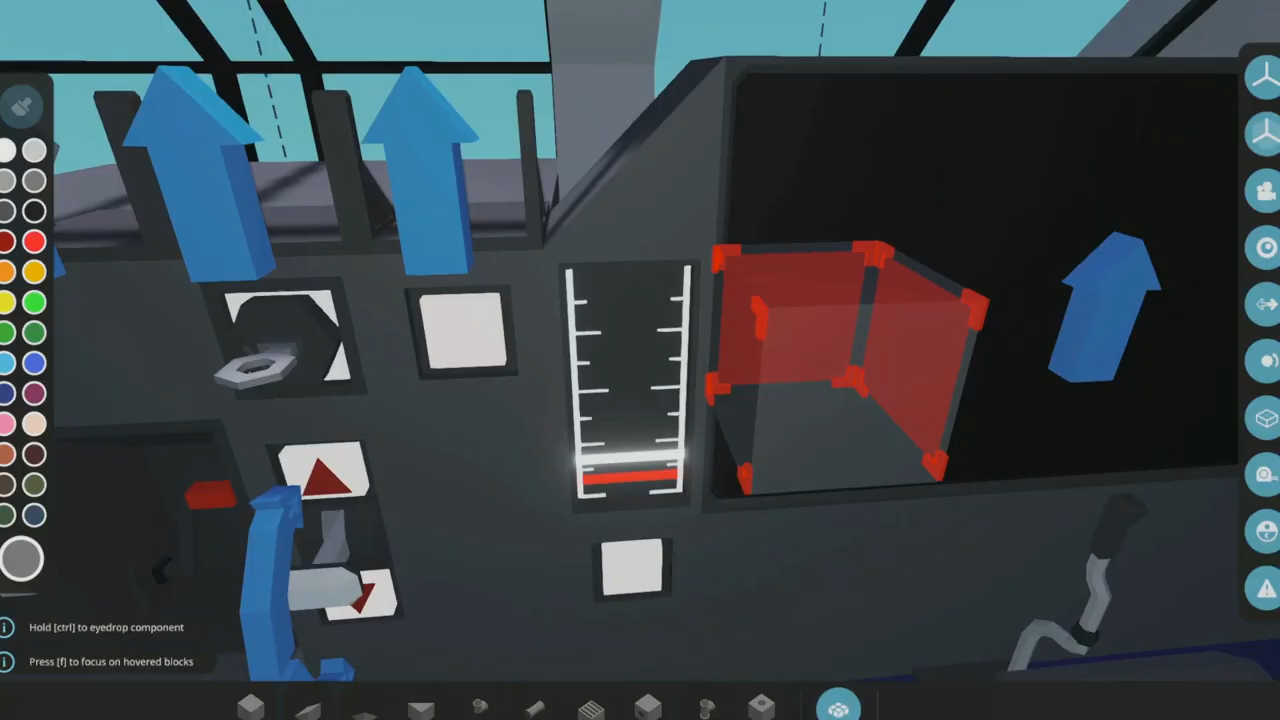 Hold [ctrl] to eyedrop component
Press [f] to focus on hovered blocks